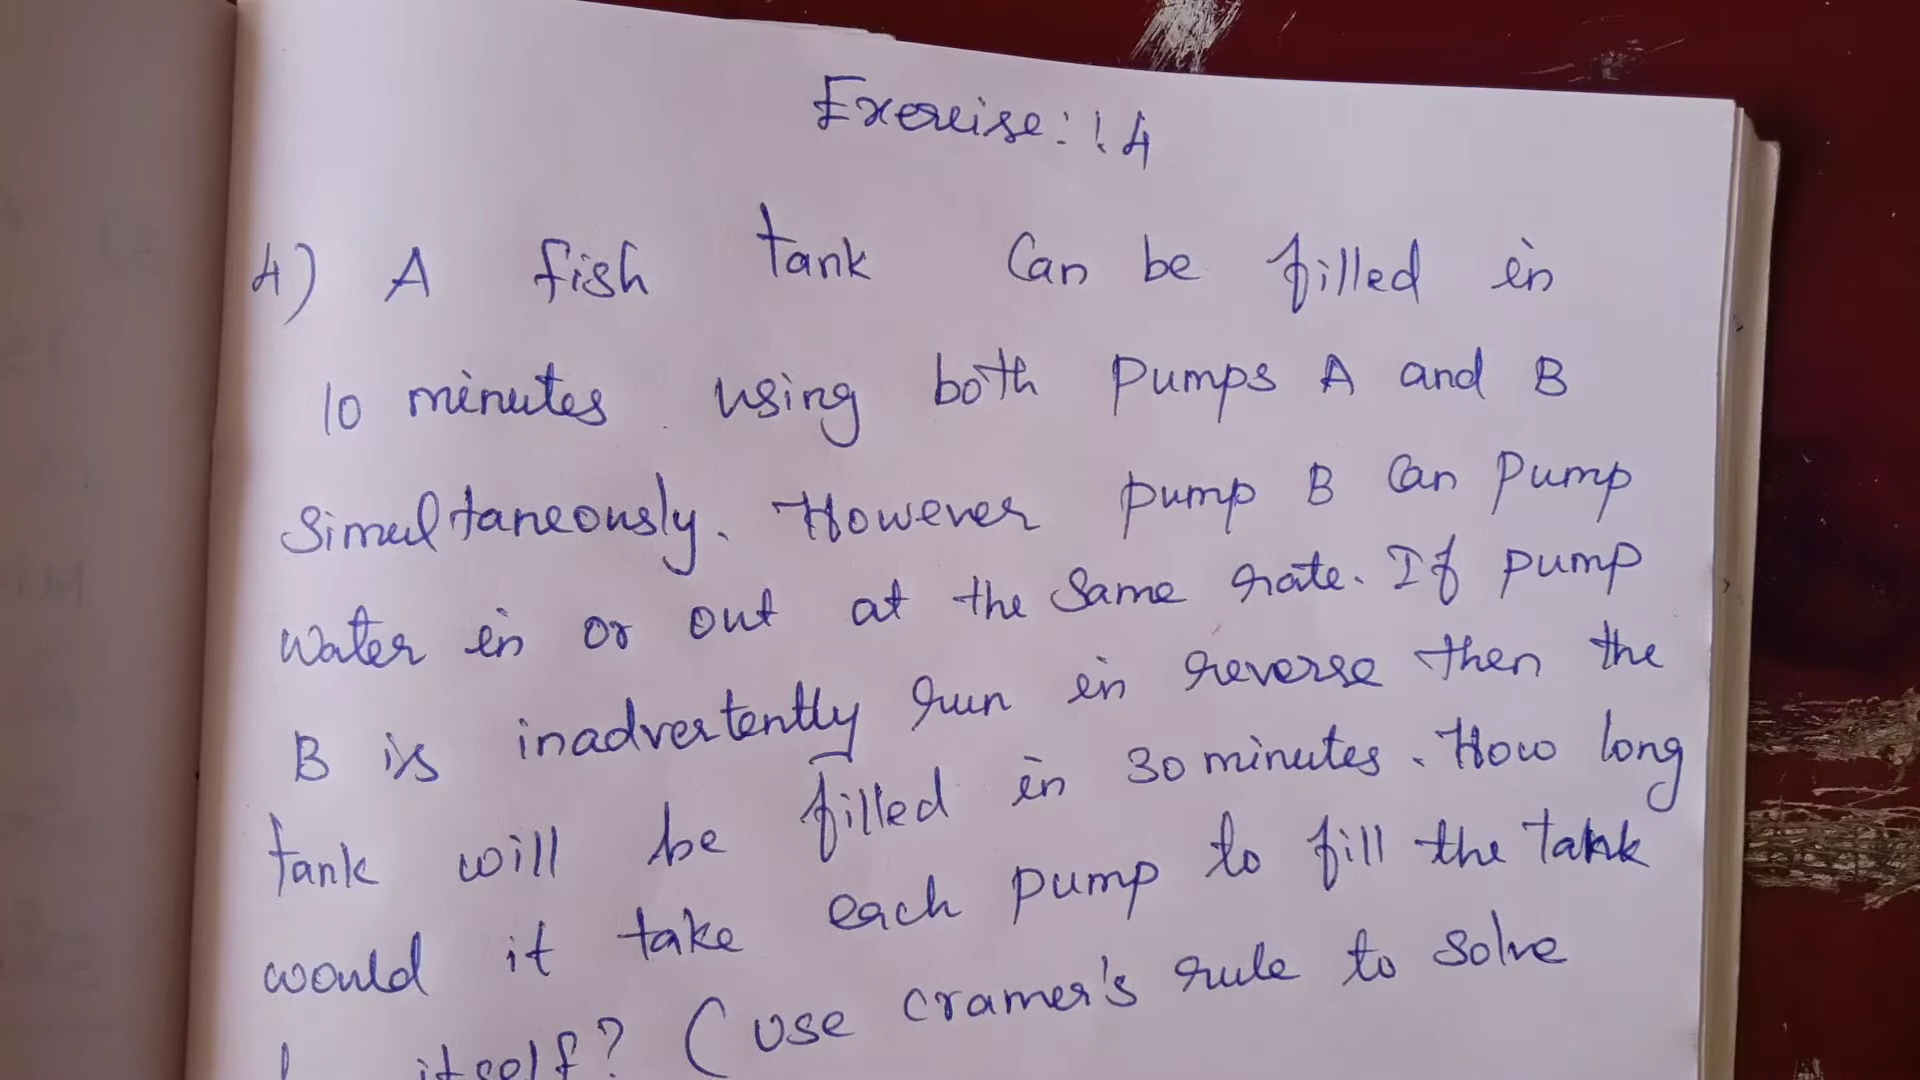 Exercise: 1.4
4) A fish tank Can be filled in
10 minutes using both Pumps A and B
Simultaneously. However pump B Can Pump
Water in or out at the Same rate. If pump
B is inadvertently run in reverse then the
tank will be filled in 30 minutes. How long
would it take each pump to fill the tank
itself? (use cramer's rule to solve